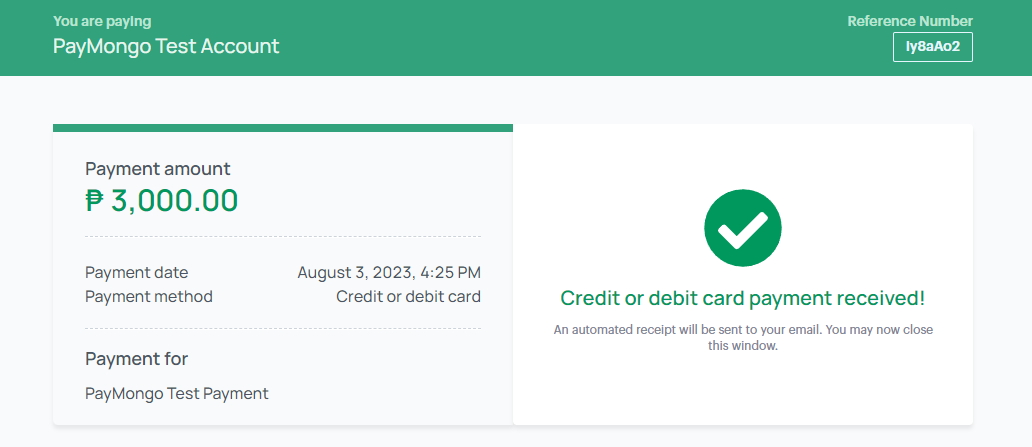 You are paying
PayMongo Test Account
Reference Number
ly8aAo2
Payment amount
₱ 3,000.00
Payment date August 3, 2023, 4:25 PM
Payment method Credit or debit card
Payment for
PayMongo Test Payment
Credit or debit card payment received!
An automated receipt will be sent to your email. You may now close
this window.